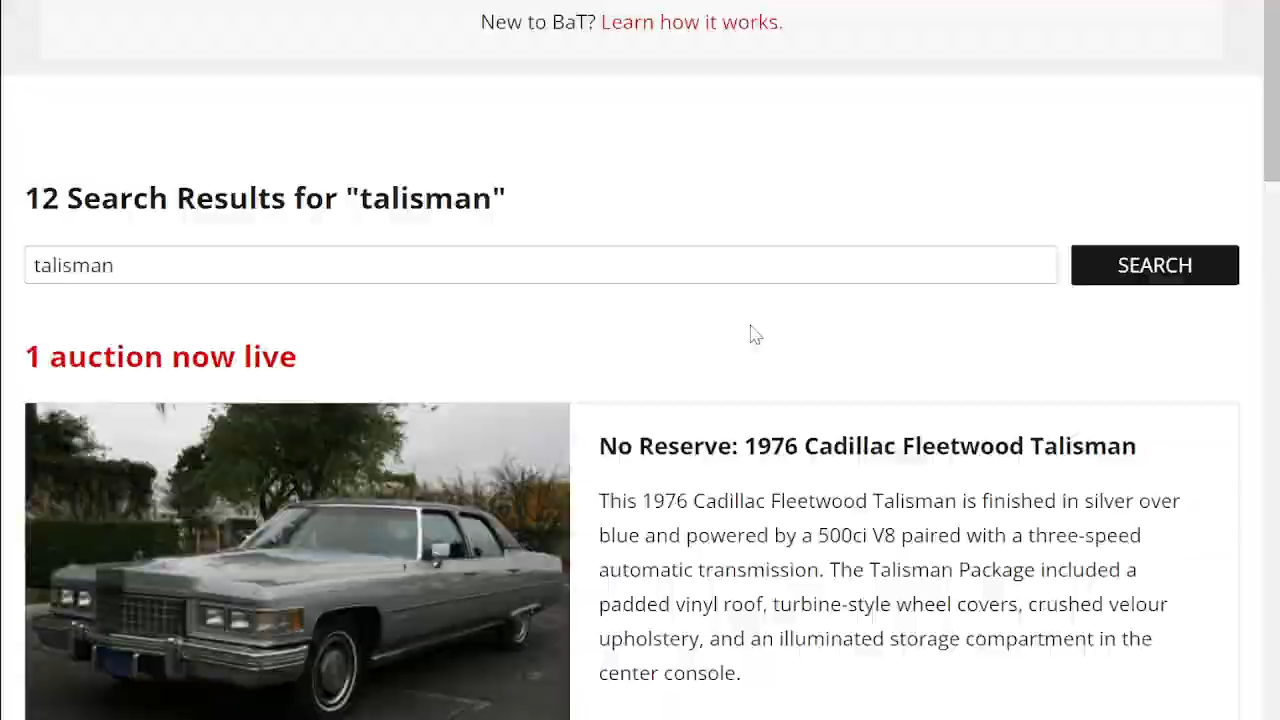 New to BaT? Learn how it works.
12 Search Results for "talisman"
talisman
SEARCH
1 auction now live
No Reserve: 1976 Cadillac Fleetwood Talisman
This 1976 Cadillac Fleetwood Talisman is finished in silver over
blue and powered by a 500ci V8 paired with a three-speed
automatic transmission. The Talisman Package included a
padded vinyl roof, turbine-style wheel covers, crushed velour
upholstery, and an illuminated storage compartment in the
center console.